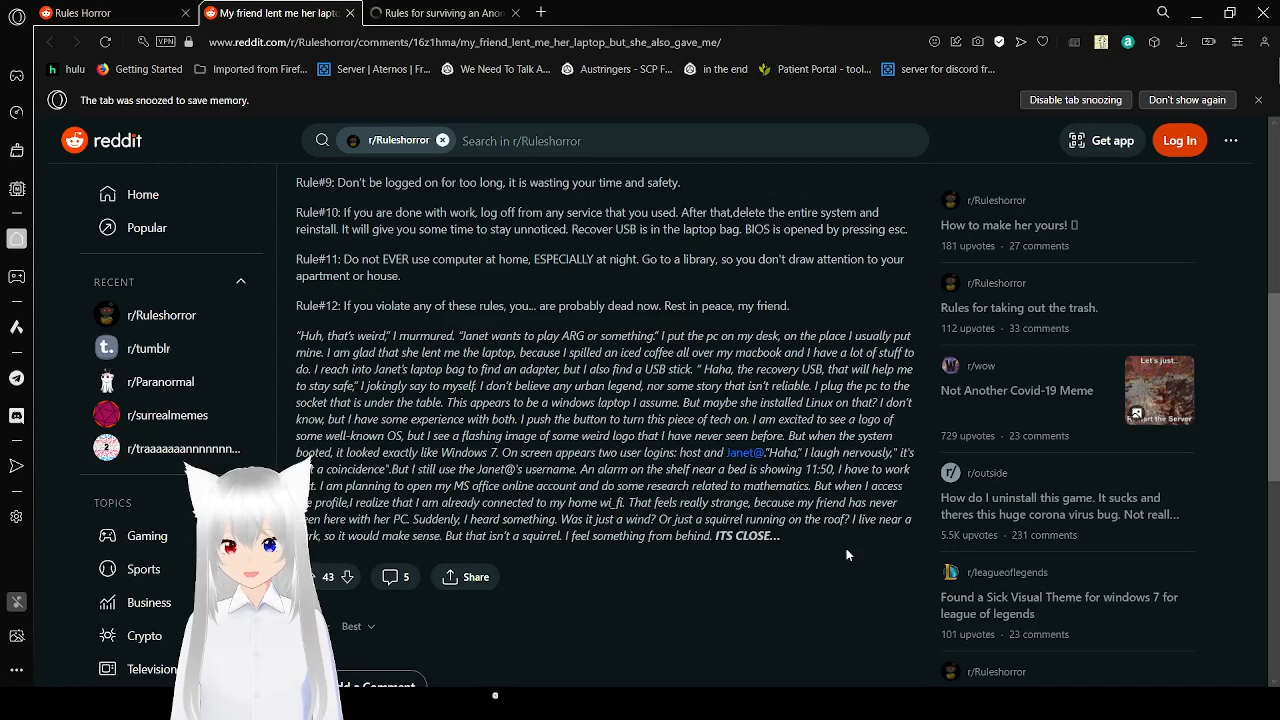 Rules Horror
My friend lent me her lapto
Rules for surviving an Anor
VPN
www.reddit.com/r/Ruleshorror/comments/16z1hma/my_friend_lent_me_her_laptop_but_she_also_gave_me/
hulu
Getting Started
Imported from Firef...
Server | Aternos | Fr...
We Need To Talk A...
Austringers - SCP F...
in the end
Patient Portal - tool...
server for discord fr...
The tab was snoozed to save memory.
Disable tab snoozing
Don't show again
reddit
r/Ruleshorror
Search in r/Ruleshorror
Get app
Log In
Home
Popular
RECENT
r/Ruleshorror
r/tumblr
r/Paranormal
r/surrealmemes
r/traaaaaaannnnnn...
TOPICS
Gaming
Sports
Business
Crypto
Television
Rule#9: Don't be logged on for too long, it is wasting your time and safety.
Rule#10: If you are done with work, log off from any service that you used. After that,delete the entire system and
reinstall. It will give you some time to stay unnoticed. Recover USB is in the laptop bag. BIOS is opened by pressing esc.
Rule#11: Do not EVER use computer at home, ESPECIALLY at night. Go to a library, so you don't draw attention to your
apartment or house.
Rule#12: If you violate any of these rules, you... are probably dead now. Rest in peace, my friend.
"Huh, that's weird," I murmured. "Janet wants to play ARG or something." I put the pc on my desk, on the place I usually put
mine. I am glad that she lent me the laptop, because I spilled an iced coffee all over my macbook and I have a lot of stuff to
do. I reach into Janet's laptop bag to find an adapter, but I also find a USB stick. " Haha, the recovery USB, that will help me
to stay safe," I jokingly say to myself. I don't believe any urban legend, nor some story that isn't reliable. I plug the pc to the
socket that is under the table. This appears to be a windows laptop I assume. But maybe she installed Linux on that? I don't
know, but I have some experience with both. I push the button to turn this piece of tech on. I am excited to see a logo of
some well-known OS, but I see a flashing image of some weird logo that I have never seen before. But when the system
booted, it looked exactly like Windows 7. On screen appears two user logins: host and Janet@."Haha," I laugh nervously," it's
t a coincidence".But I still use the Janet@'s username. An alarm on the shelf near a bed is showing 11:50, I have to work
t. I am planning to open my MS office online account and do some research related to mathematics. But when I access
e profile,I realize that I am already connected to my home wi_fi. That feels really strange, because my friend has never
en here with her PC. Suddenly, I heard something. Was it just a wind? Or just a squirrel running on the roof? I live near a
rk, so it would make sense. But that isn't a squirrel. I feel something from behind. ITS CLOSE...
43
5
Share
Best
d a Comment
r/Ruleshorror
How to make her yours!
181 upvotes · 27 comments
r/Ruleshorror
Rules for taking out the trash.
112 upvotes · 33 comments
r/wow
Not Another Covid-19 Meme
Let's just...
art the Server
729 upvotes · 23 comments
r/outside
How do I uninstall this game. It sucks and
theres this huge corona virus bug. Not reall...
5.5K upvotes · 231 comments
r/leagueoflegends
Found a Sick Visual Theme for windows 7 for
league of legends
101 upvotes · 23 comments
r/Ruleshorror